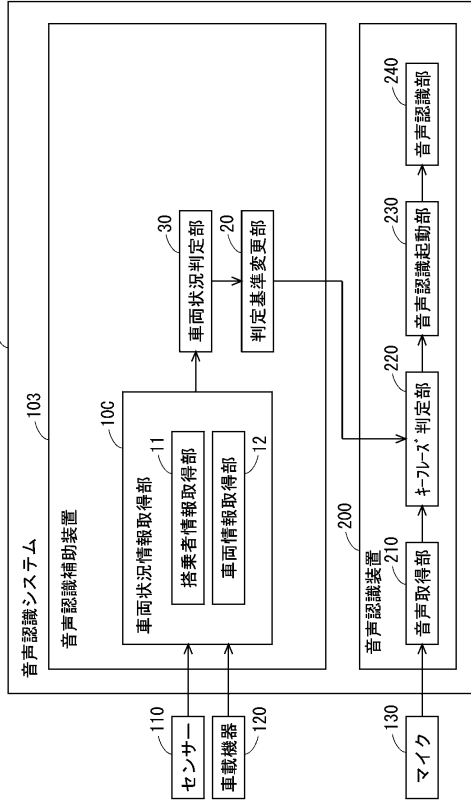 音声認識システム
103
音声認識補助装置
10C
車両状況情報取得部
11
搭乗者情報取得部
12
車両情報取得部
30
車両状況判定部
20
判定基準変更部
110
センサー
120
車載機器
200
音声認識装置
130
マイク
210
音声取得部
220
キーフレーズ判定部
230
音声認識起動部
240
音声認識部